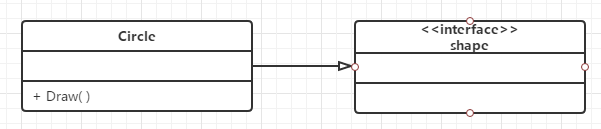 Circle
+ Draw( )
<<interface>>
shape